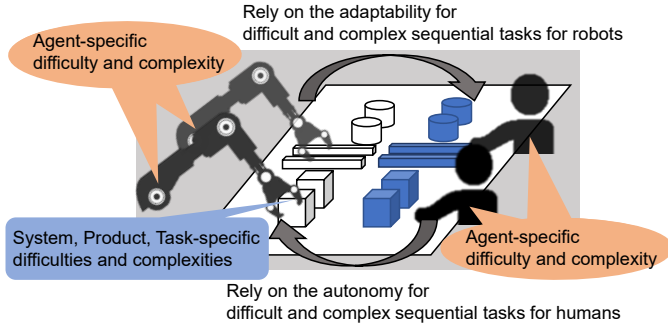 Rely on the adaptability for
difficult and complex sequential tasks for robots
Agent-specific
difficulty and complexity
System, Product, Task-specific
difficulties and complexities
Agent-specific
difficulty and complexity
Rely on the autonomy for
difficult and complex sequential tasks for humans